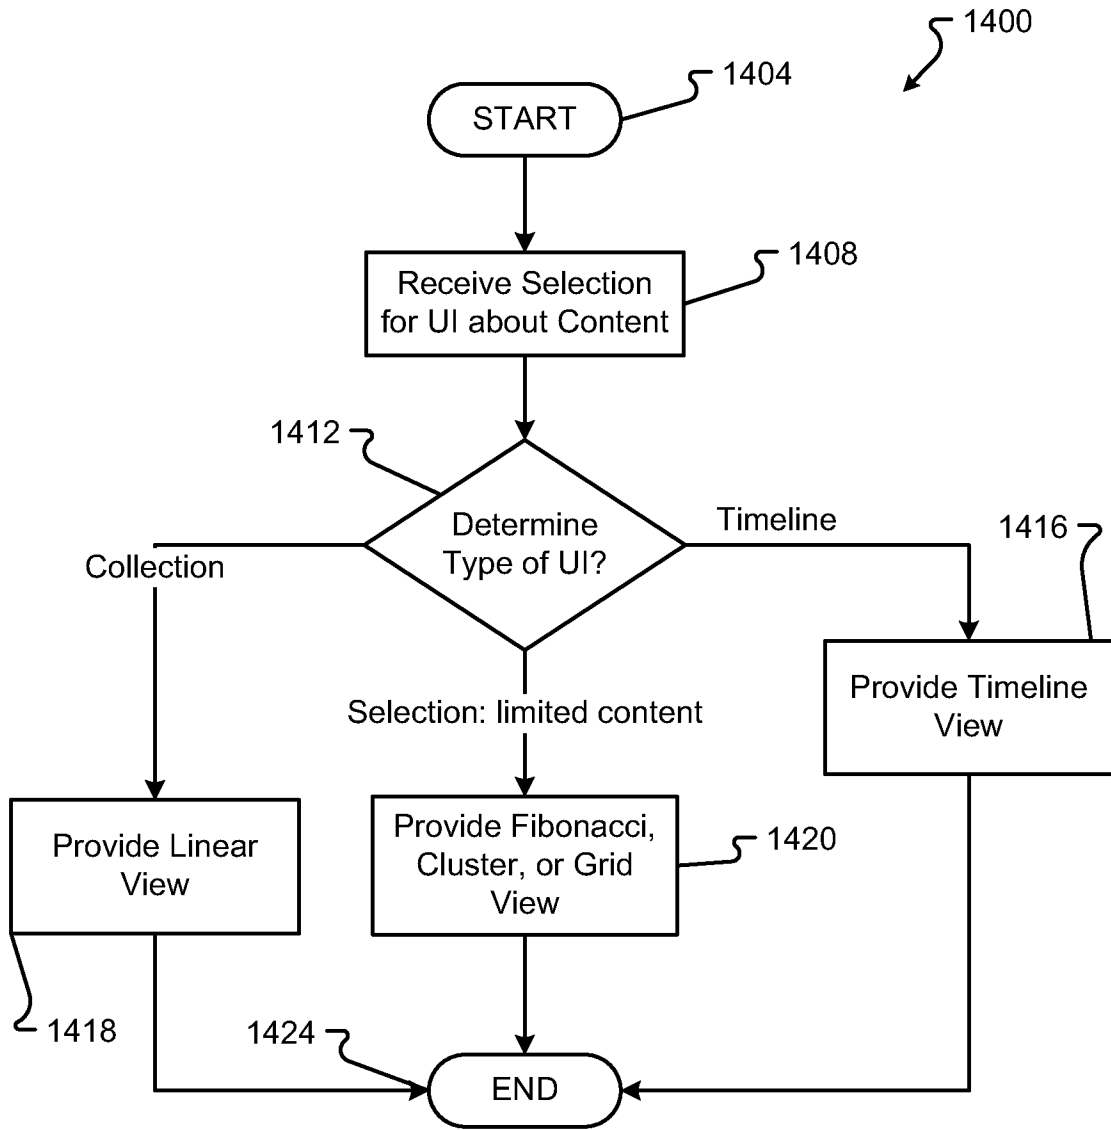 1400
1404
START
1408
Receive Selection
for UI about Content
1412
Determine
Type of UI?
Timeline
1416
Collection
Provide Timeline
View
Selection: limited content
Provide Linear
View
Provide Fibonacci,
Cluster, or Grid
View
1420
1418
1424
END